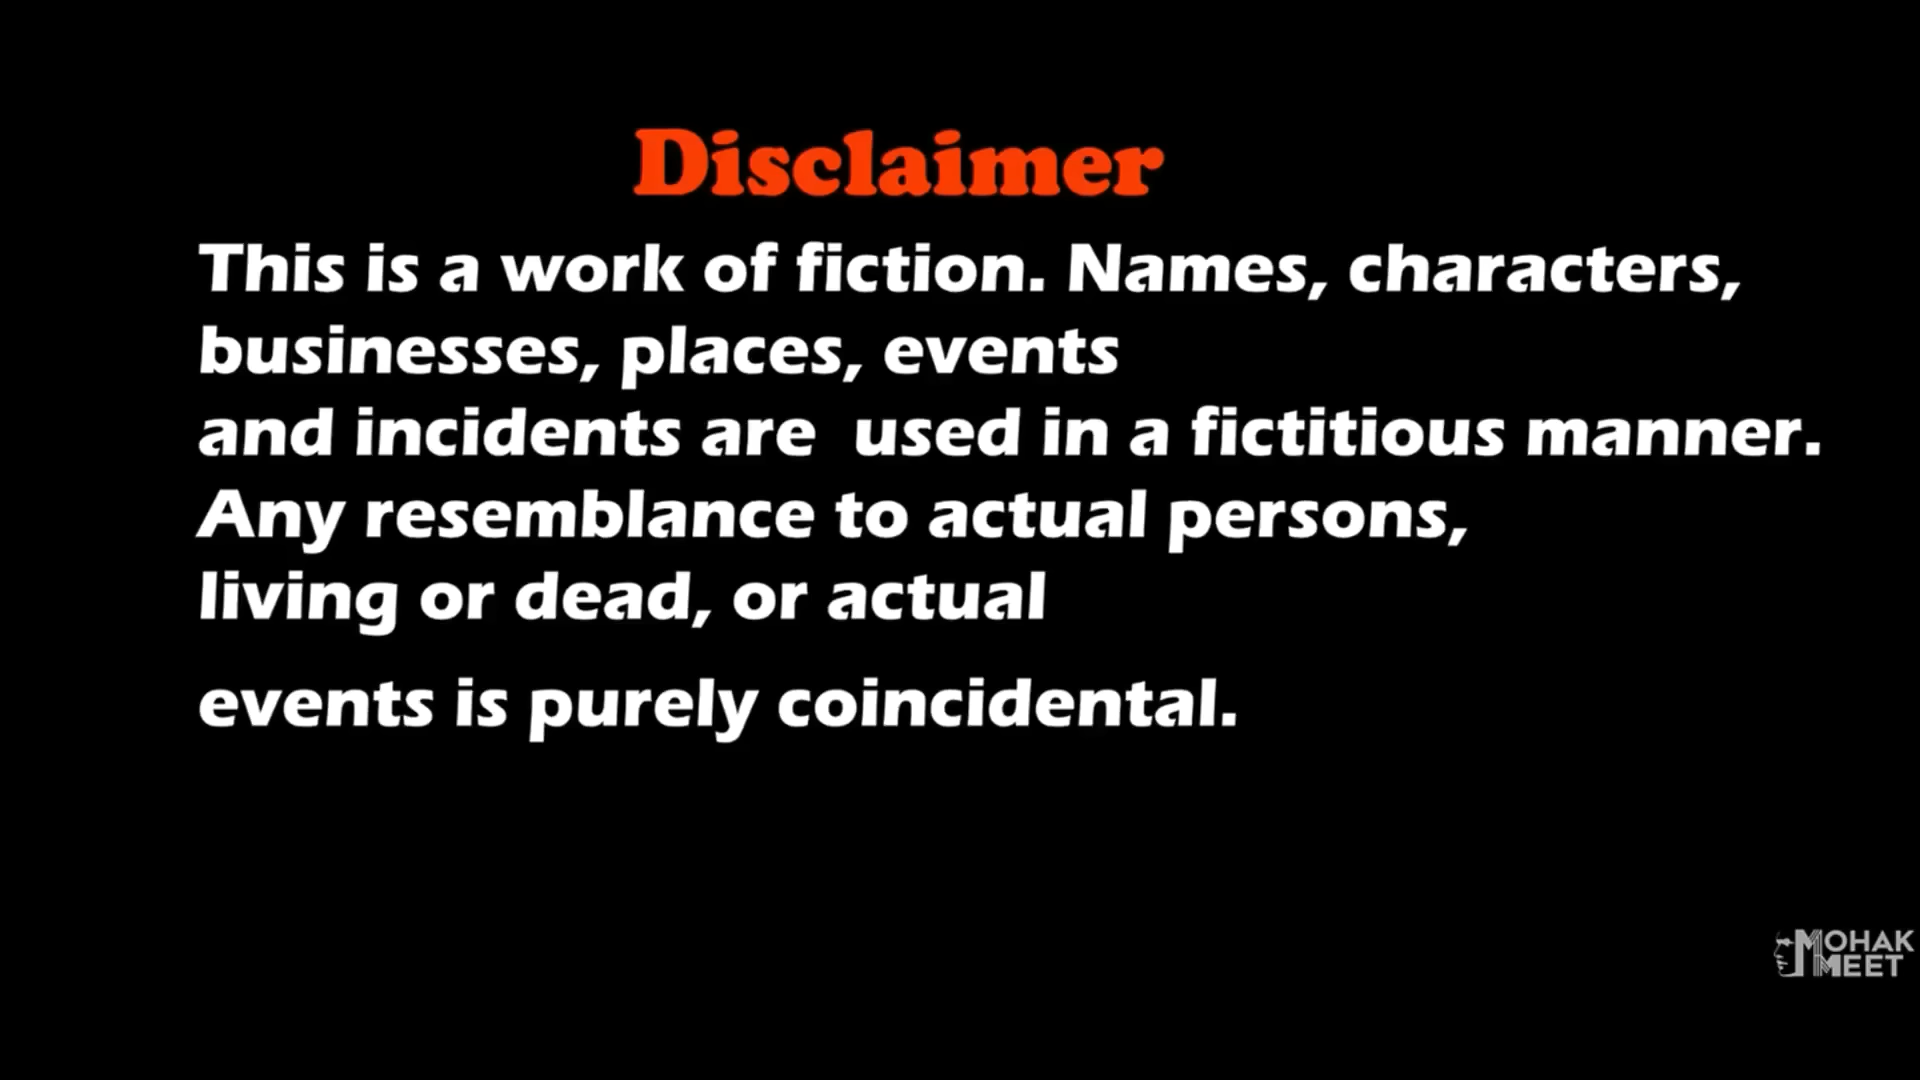 Disclaimer
This is a work of fiction. Names, characters,
businesses, places, events
and incidents are  used in a fictitious manner.
Any resemblance to actual persons,
living or dead, or actual
events is purely coincidental.
MOHAK
MEET